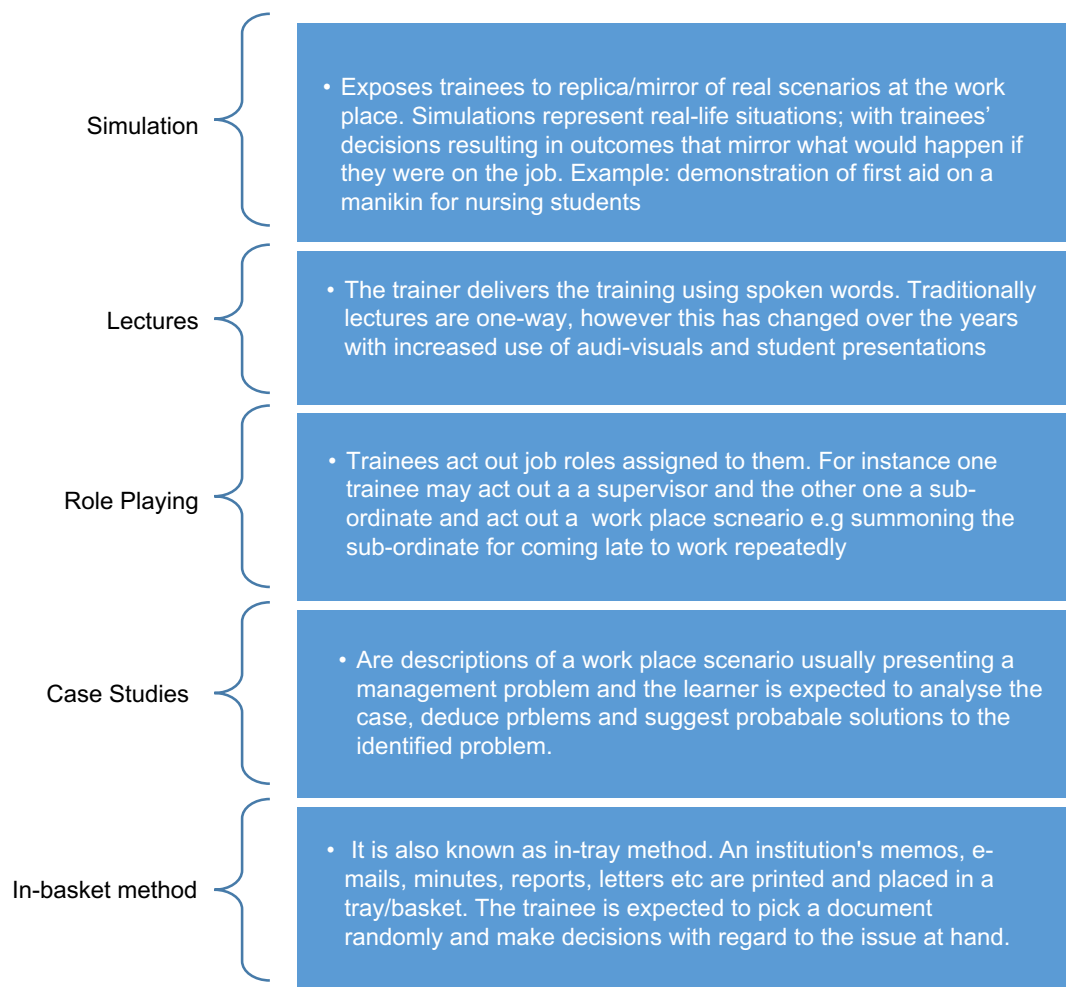 Simulation
• Exposes trainees to replica/mirror of real scenarios at the work
place. Simulations represent real-life situations; with trainees’
decisions resulting in outcomes that mirror what would happen if
they were on the job. Example: demonstration of first aid on a
manikin for nursing students
Lectures
• The trainer delivers the training using spoken words. Traditionally
lectures are one-way, however this has changed over the years
with increased use of audi-visuals and student presentations
Role Playing
• Trainees act out job roles assigned to them. For instance one
trainee may act out a a supervisor and the other one a sub-
ordinate and act out a  work place scneario e.g summoning the
sub-ordinate for coming late to work repeatedly
Case Studies
• Are descriptions of a work place scenario usually presenting a
management problem and the learner is expected to analyse the
case, deduce prblems and suggest probabale solutions to the
identified problem.
In-basket method
• It is also known as in-tray method. An institution's memos, e-
mails, minutes, reports, letters etc are printed and placed in a
tray/basket. The trainee is expected to pick a document
randomly and make decisions with regard to the issue at hand.